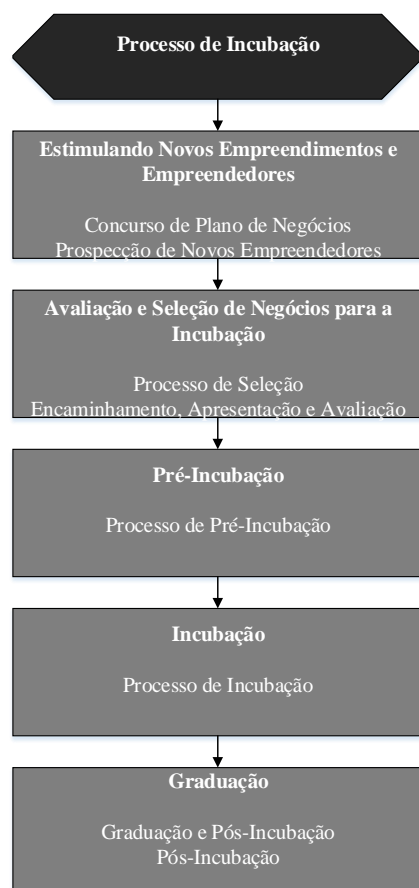 Processo de Incubação
Estimulando Novos Empreendimentos e
Empreendedores
Concurso de Plano de Negócios
Prospecção de Novos Empreendedores
Avaliação e Seleção de Negócios para a
Incubação
Processo de Seleção
Encaminhamento, Apresentação e Avaliação
Pré-Incubação
Processo de Pré-Incubação
Incubação
Processo de Incubação
Graduação
Graduação e Pós-Incubação
Pós-Incubação